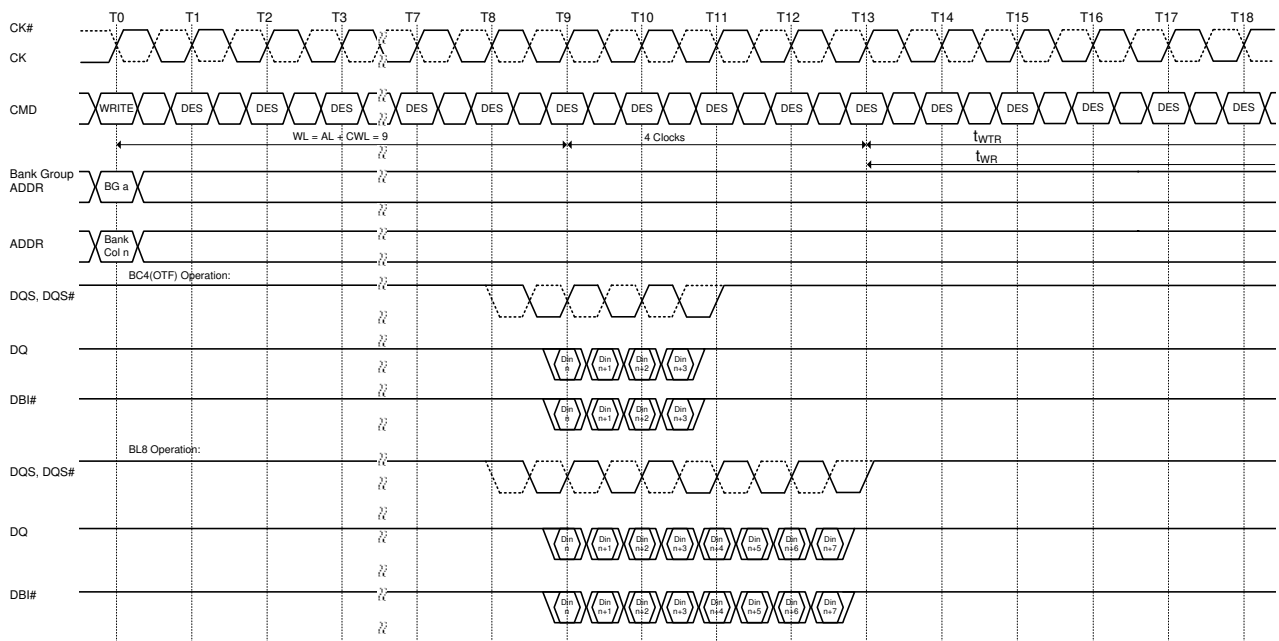 T0 T1 T2 T3 T7 T8 T9 T10 T11 T12 T13 T14 T15 T16 T17 T18
CK#
CK
CMD WRITE DES DES DES DES DES DES DES DES DES DES DES DES DES DES DES
WL = AL + CWL = 9 4 Clocks tWTR
tWR
Bank Group
ADDR
BG a
ADDR
Bank
Col n
BC4(OTF) Operation:
DQS, DQS#
DQ
Din Din Din Din
n n+1 n+2 n+3
DBI#
Din Din Din Din
n n+1 n+2 n+3
BL8 Operation:
DQS, DQS#
DQ
Din Din Din Din Din Din Din Din
n n+1 n+2 n+3 n+4 n+5 n+6 n+7
DBI#
Din Din Din Din Din Din Din Din
n n+1 n+2 n+3 n+4 n+5 n+6 n+7